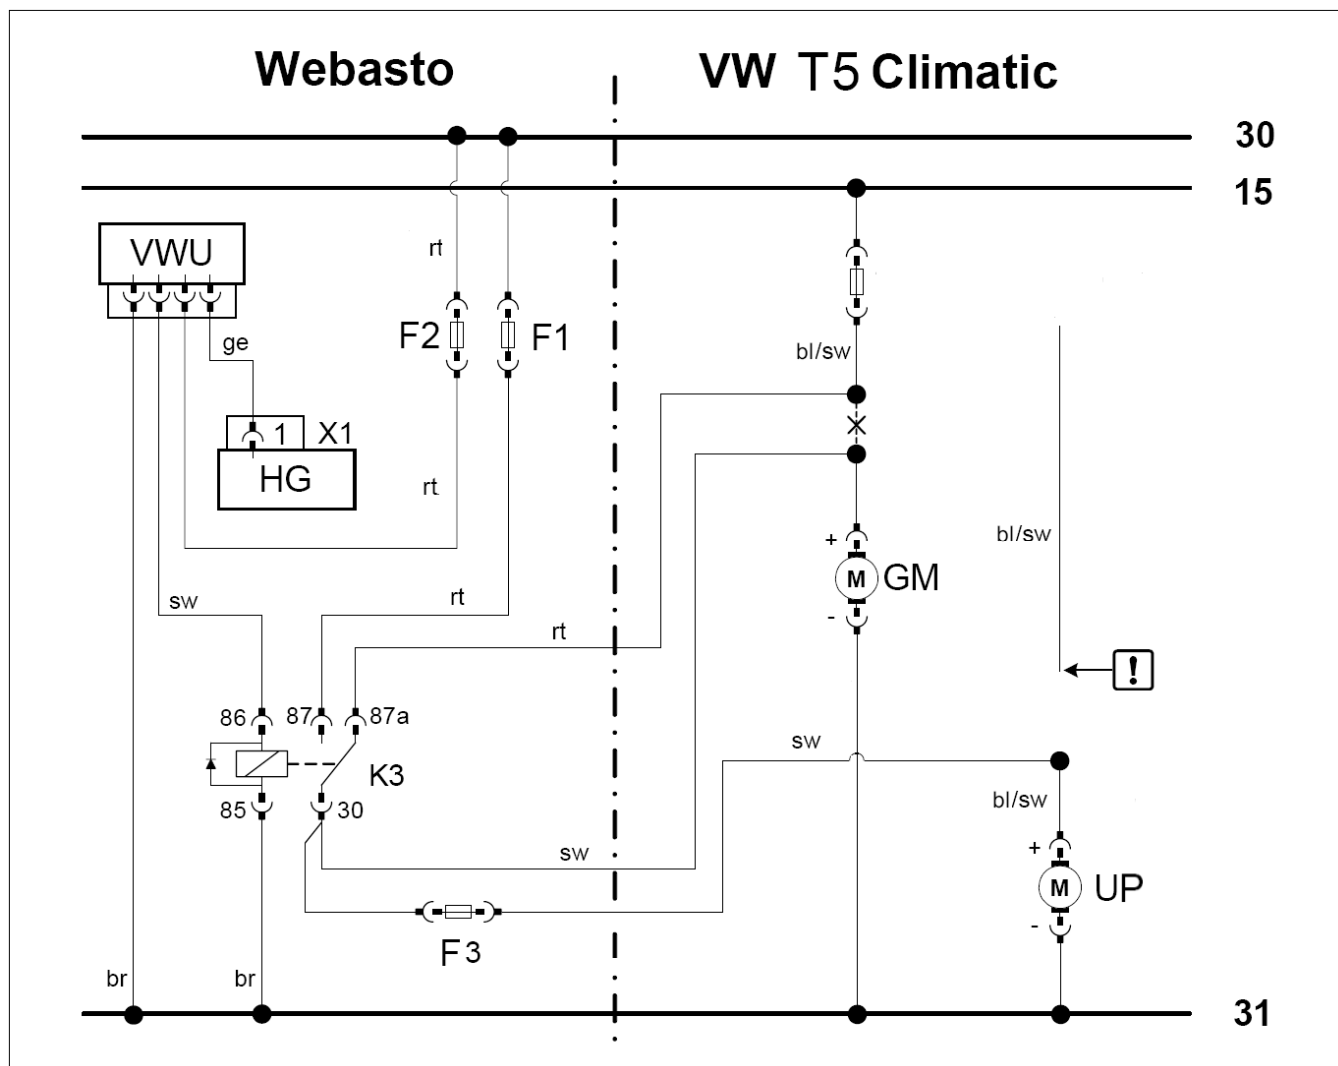 Webasto
VW T5 Climatic
30
15
VWU
rt
F2
F1
ge
bl/sw
1
X1
HG
rt
+
M
GM
-
bl/sw
sw
rt
rt
!
86
87
87a
K3
sw
85
30
bl/sw
+
M
UP
-
sw
F3
br
br
31